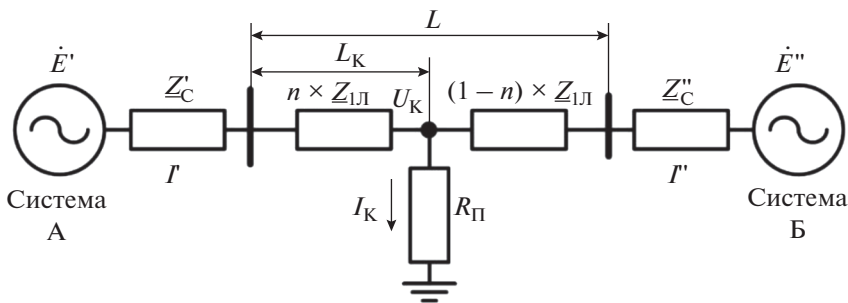 L
L_К
Ė'
Z'_С
n × Z_1Л
U_К
(1 – n) × Z_1Л
Z''_С
Ė''
I'
I''
Система
А
I_К
R_П
Система
Б